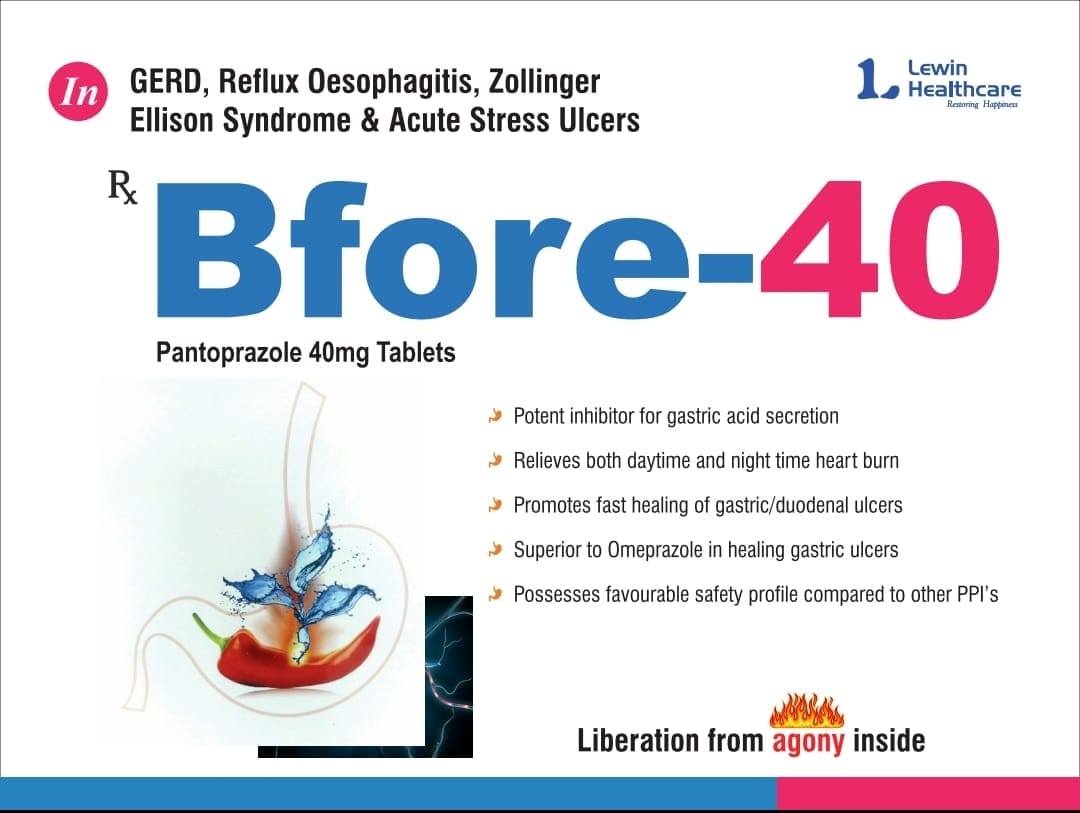 In
GERD, Reflux Oesophagitis, Zollinger
Ellison Syndrome & Acute Stress Ulcers
Lewin
Healthcare
Restoring Happiness
Rx
Bfore-40
Pantoprazole 40mg Tablets
Potent inhibitor for gastric acid secretion
Relieves both daytime and night time heart burn
Promotes fast healing of gastric/duodenal ulcers
Superior to Omeprazole in healing gastric ulcers
Possesses favourable safety profile compared to other PPI's
Liberation from agony inside